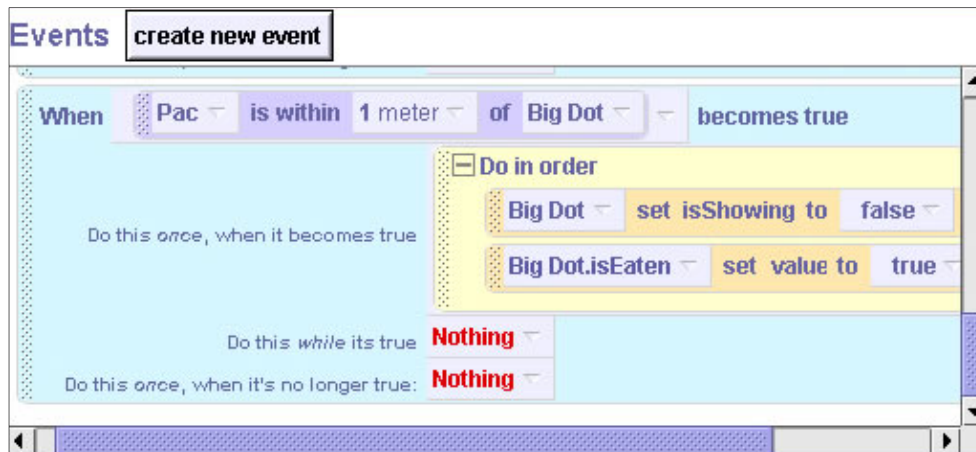 Events create new event
When Pac is within 1 meter of Big Dot becomes true
Do in order
Big Dot set isShowing to false
Do this once, when it becomes true
Big Dot.isEaten set value to true
Do this while its true Nothing
Do this once, when it's no longer true: Nothing